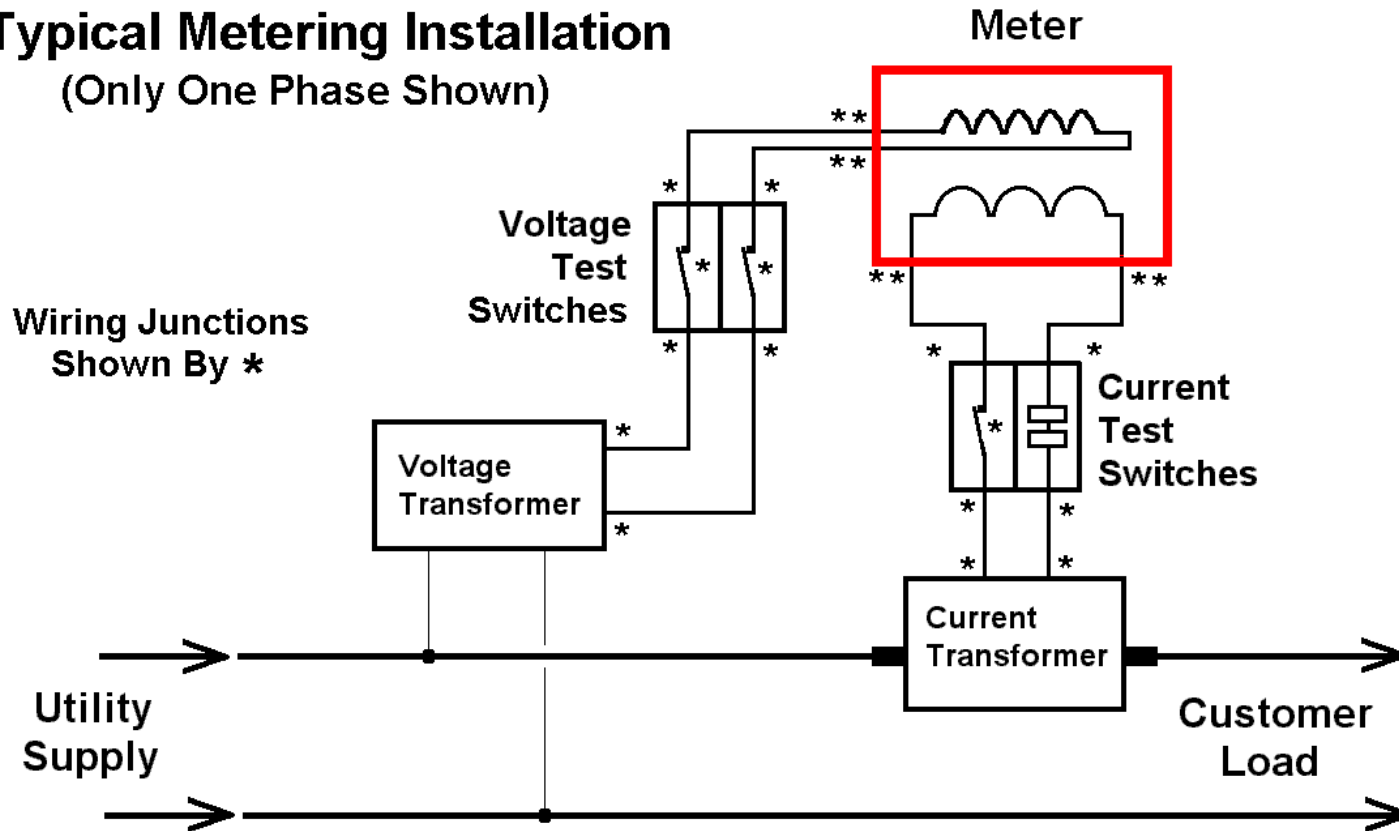 Typical Metering Installation
(Only One Phase Shown)
Meter
**
**
*
*
Voltage
Test
Switches
*
*
**
**
Wiring Junctions
Shown By *
*
*
*
*
Current
Test
Switches
*
*
*
Voltage
Transformer
*
*
*
*
*
Current
Transformer
Utility
Supply
Customer
Load